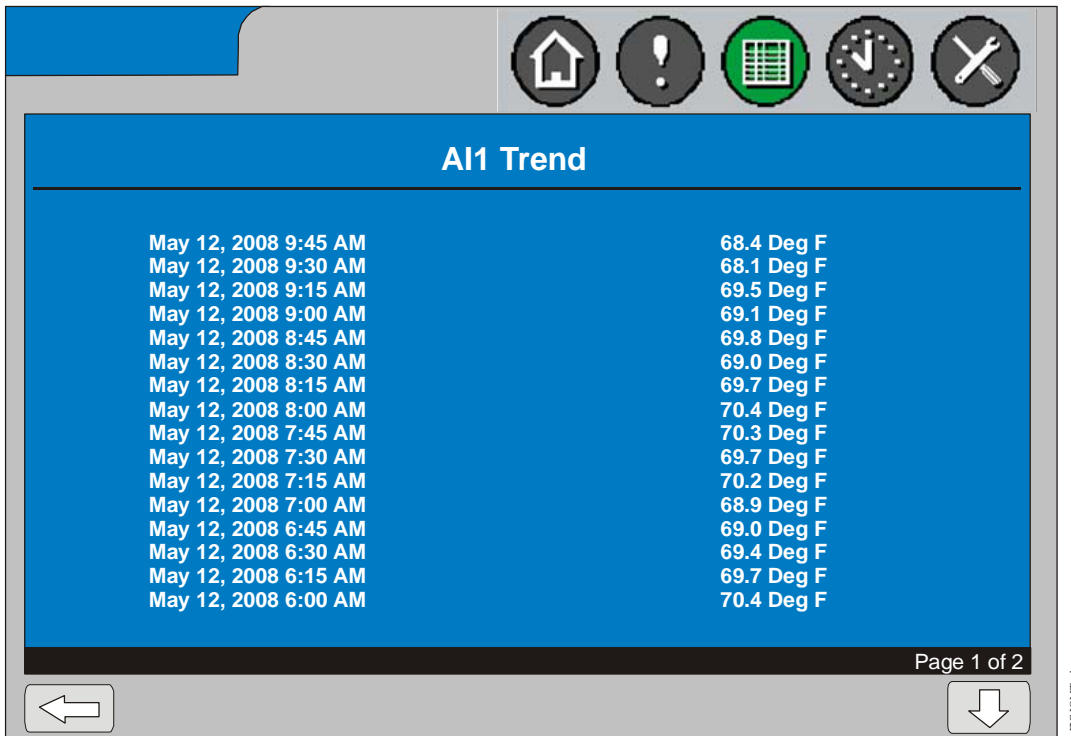 AI1 Trend
May 12, 2008 9:45 AM 68.4 Deg F
May 12, 2008 9:30 AM 68.1 Deg F
May 12, 2008 9:15 AM 69.5 Deg F
May 12, 2008 9:00 AM 69.1 Deg F
May 12, 2008 8:45 AM 69.8 Deg F
May 12, 2008 8:30 AM 69.0 Deg F
May 12, 2008 8:15 AM 69.7 Deg F
May 12, 2008 8:00 AM 70.4 Deg F
May 12, 2008 7:45 AM 70.3 Deg F
May 12, 2008 7:30 AM 69.7 Deg F
May 12, 2008 7:15 AM 70.2 Deg F
May 12, 2008 7:00 AM 68.9 Deg F
May 12, 2008 6:45 AM 69.0 Deg F
May 12, 2008 6:30 AM 69.4 Deg F
May 12, 2008 6:15 AM 69.7 Deg F
May 12, 2008 6:00 AM 70.4 Deg F
Page 1 of 2